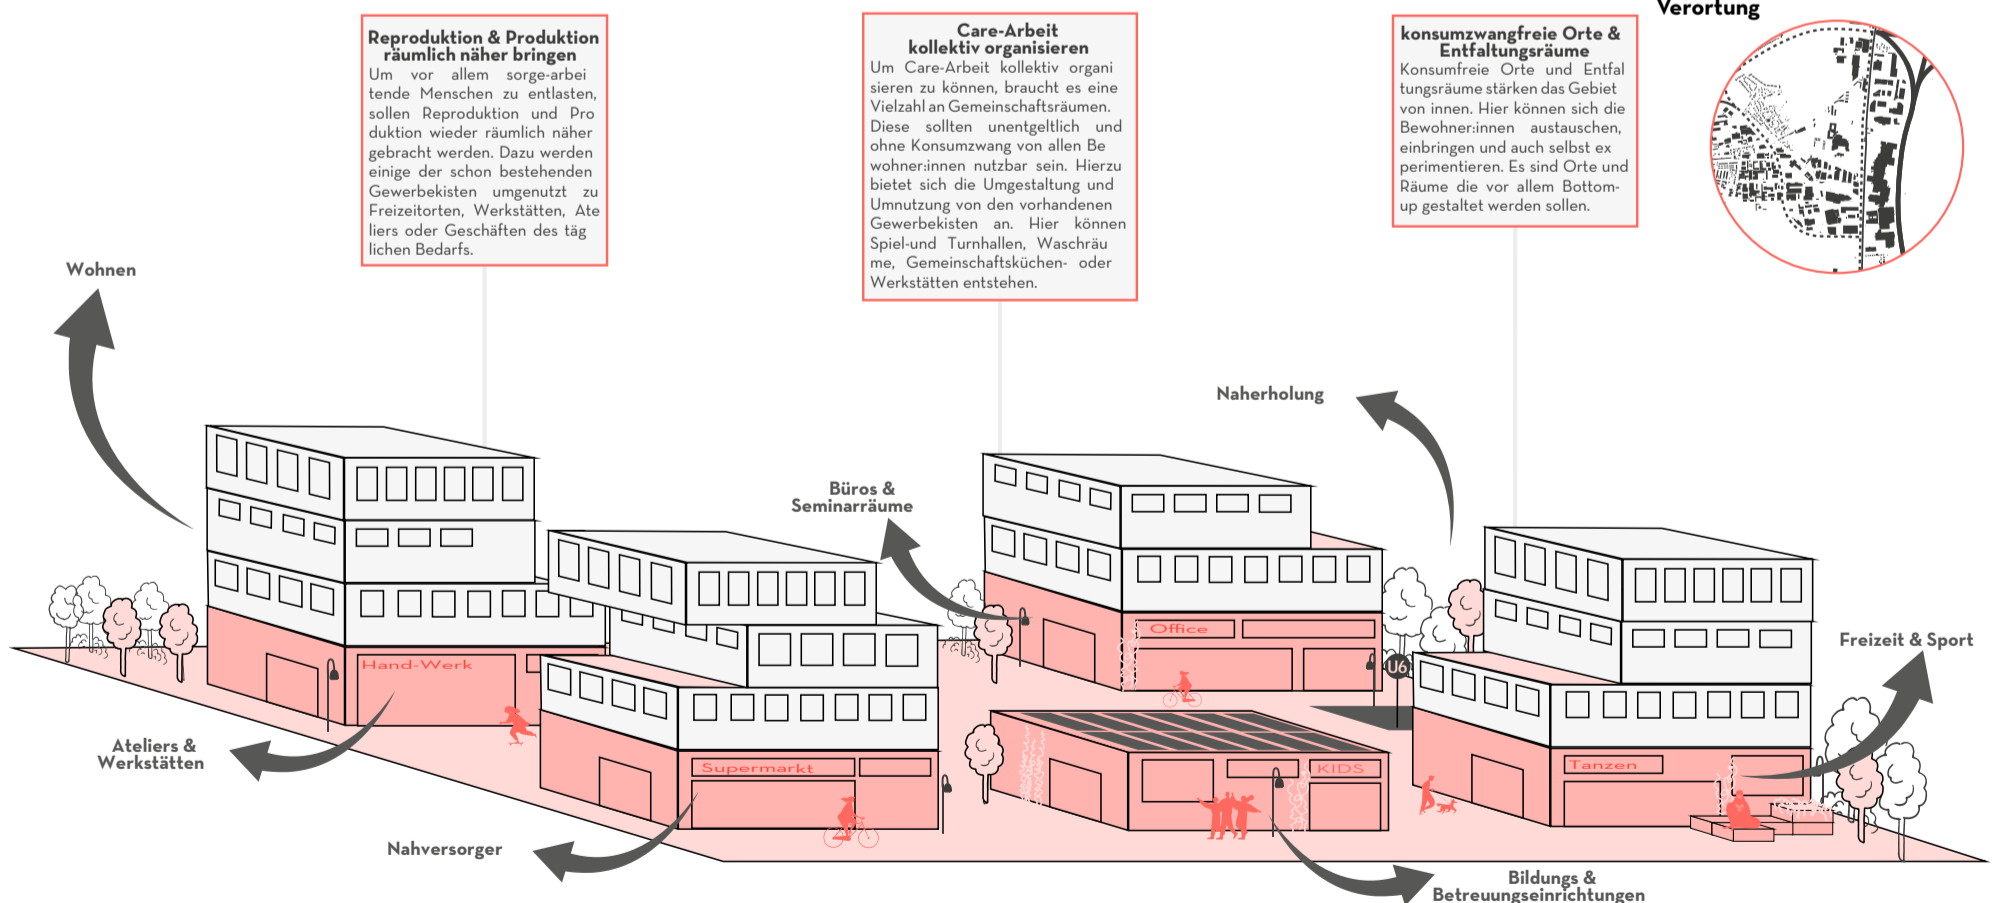 Verortung
Reproduktion & Produktion
räumlich näher bringen
Um vor allem sorge-arbei
tende Menschen zu entlasten,
sollen Reproduktion und Pro
duktion wieder räumlich näher
gebracht werden. Dazu werden
einige der schon bestehenden
Gewerbekisten umgenutzt zu
Freizeitorten, Werkstätten, Ate
liers oder Geschäften des täg
lichen Bedarfs.
Care-Arbeit
kollektiv organisieren
Um Care-Arbeit kollektiv organi
sieren zu können, braucht es eine
Vielzahl an Gemeinschaftsräumen.
Diese sollten unentgeltlich und
ohne Konsumzwang von allen Be
wohner:innen nutzbar sein. Hierzu
bietet sich die Umgestaltung und
Umnutzung von den vorhandenen
Gewerbekisten an. Hier können
Spiel-und Turnhallen, Waschräu
me, Gemeinschaftsküchen- oder
Werkstätten entstehen.
konsumzwangfreie Orte &
Entfaltungsräume
Konsumfreie Orte und Entfal
tungsräume stärken das Gebiet
von innen. Hier können sich die
Bewohner:innen austauschen,
einbringen und auch selbst ex
perimentieren. Es sind Orte und
Räume die vor allem Bottom-
up gestaltet werden sollen.
Wohnen
Naherholung
Büros &
Seminarräume
Freizeit & Sport
Office
U6
Hand-Werk
Ateliers &
Werkstätten
Supermarkt
KIDS
Tanzen
Nahversorger
Bildungs &
Betreuungseinrichtungen